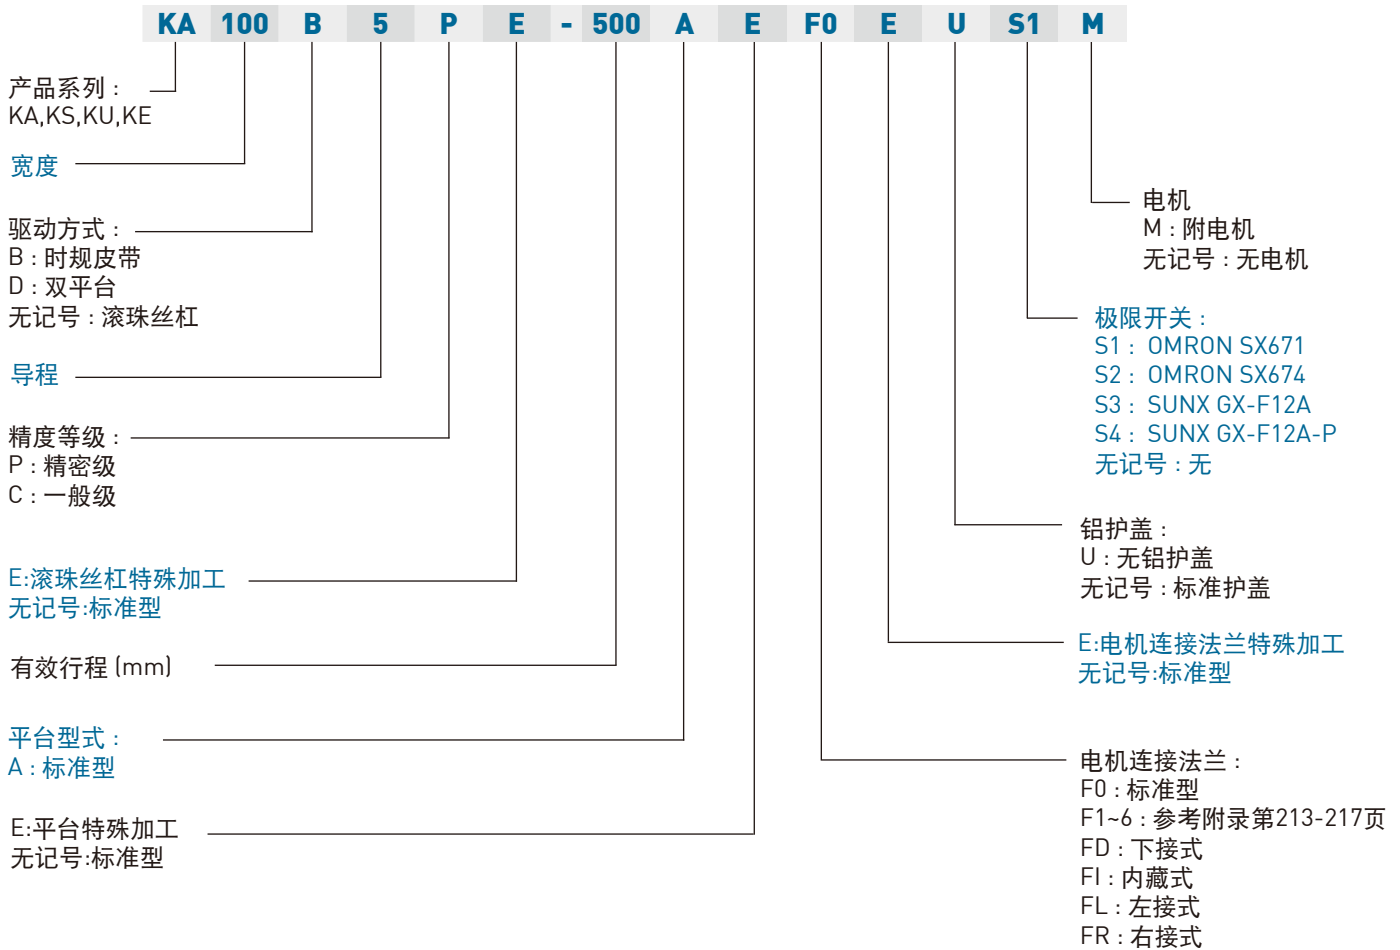 KA 100 B 5 P E - 500 A E F0 E U S1 M
产品系列：
KA,KS,KU,KE
宽度
驱动方式：
B：时规皮带
D：双平台
无记号：滚珠丝杠
导程
精度等级：
P：精密级
C：一般级
E:滚珠丝杠特殊加工
无记号:标准型
有效行程 (mm)
平台型式：
A：标准型
E:平台特殊加工
无记号:标准型
电机
M：附电机
无记号：无电机
极限开关：
S1：OMRON SX671
S2：OMRON SX674
S3：SUNX GX-F12A
S4：SUNX GX-F12A-P
无记号：无
铝护盖：
U：无铝护盖
无记号：标准护盖
E:电机连接法兰特殊加工
无记号:标准型
电机连接法兰：
F0：标准型
F1~6：参考附录第213-217页
FD：下接式
FI：内藏式
FL：左接式
FR：右接式